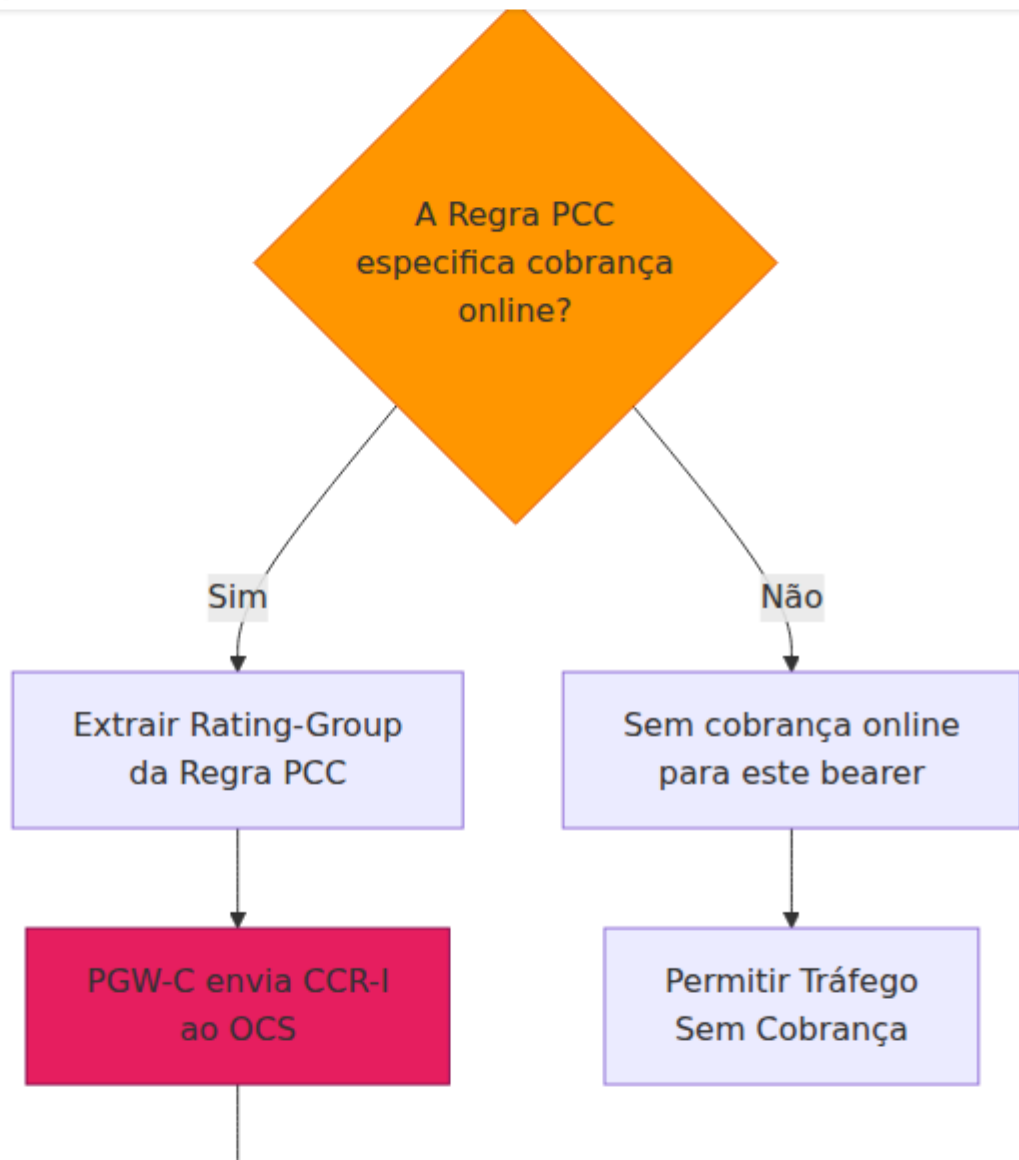 A Regra PCC
especifica cobrança
online?
Sim
Não
Extrair Rating-Group
da Regra PCC
Sem cobrança online
para este bearer
PGW-C envia CCR-I
ao OCS
Permitir Tráfego
Sem Cobrança